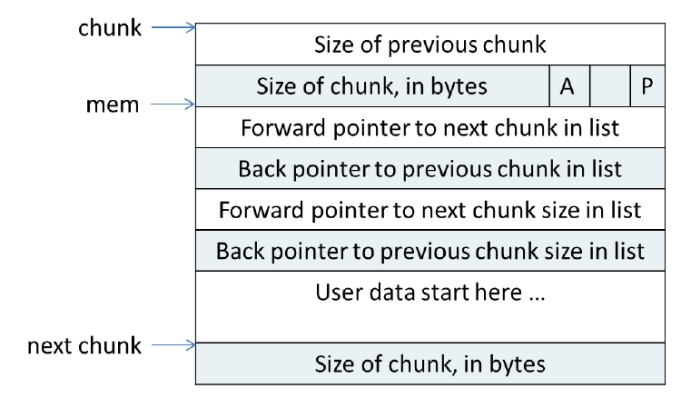 chunk
Size of previous chunk
Size of chunk, in bytes A P
mem
Forward pointer to next chunk in list
Back pointer to previous chunk in list
Forward pointer to next chunk size in list
Back pointer to previous chunk size in list
User data start here ...
next chunk
Size of chunk, in bytes